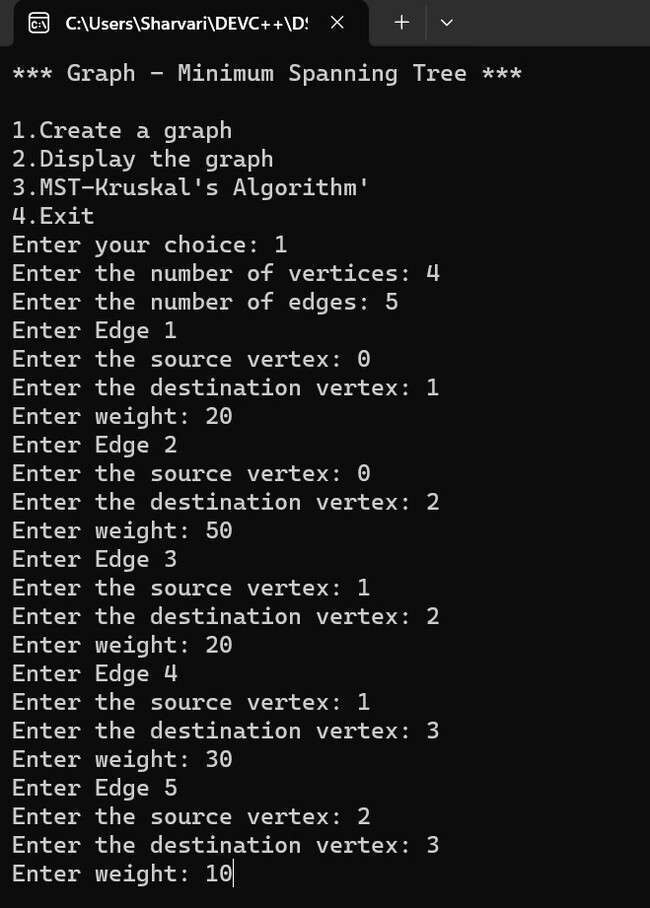 C:\Users\Sharvari\DEVC++\DS
*** Graph - Minimum Spanning Tree ***
1.Create a graph
2.Display the graph
3.MST-Kruskal's Algorithm'
4.Exit
Enter your choice: 1
Enter the number of vertices: 4
Enter the number of edges: 5
Enter Edge 1
Enter the source vertex: 0
Enter the destination vertex: 1
Enter weight: 20
Enter Edge 2
Enter the source vertex: 0
Enter the destination vertex: 2
Enter weight: 50
Enter Edge 3
Enter the source vertex: 1
Enter the destination vertex: 2
Enter weight: 20
Enter Edge 4
Enter the source vertex: 1
Enter the destination vertex: 3
Enter weight: 30
Enter Edge 5
Enter the source vertex: 2
Enter the destination vertex: 3
Enter weight: 10